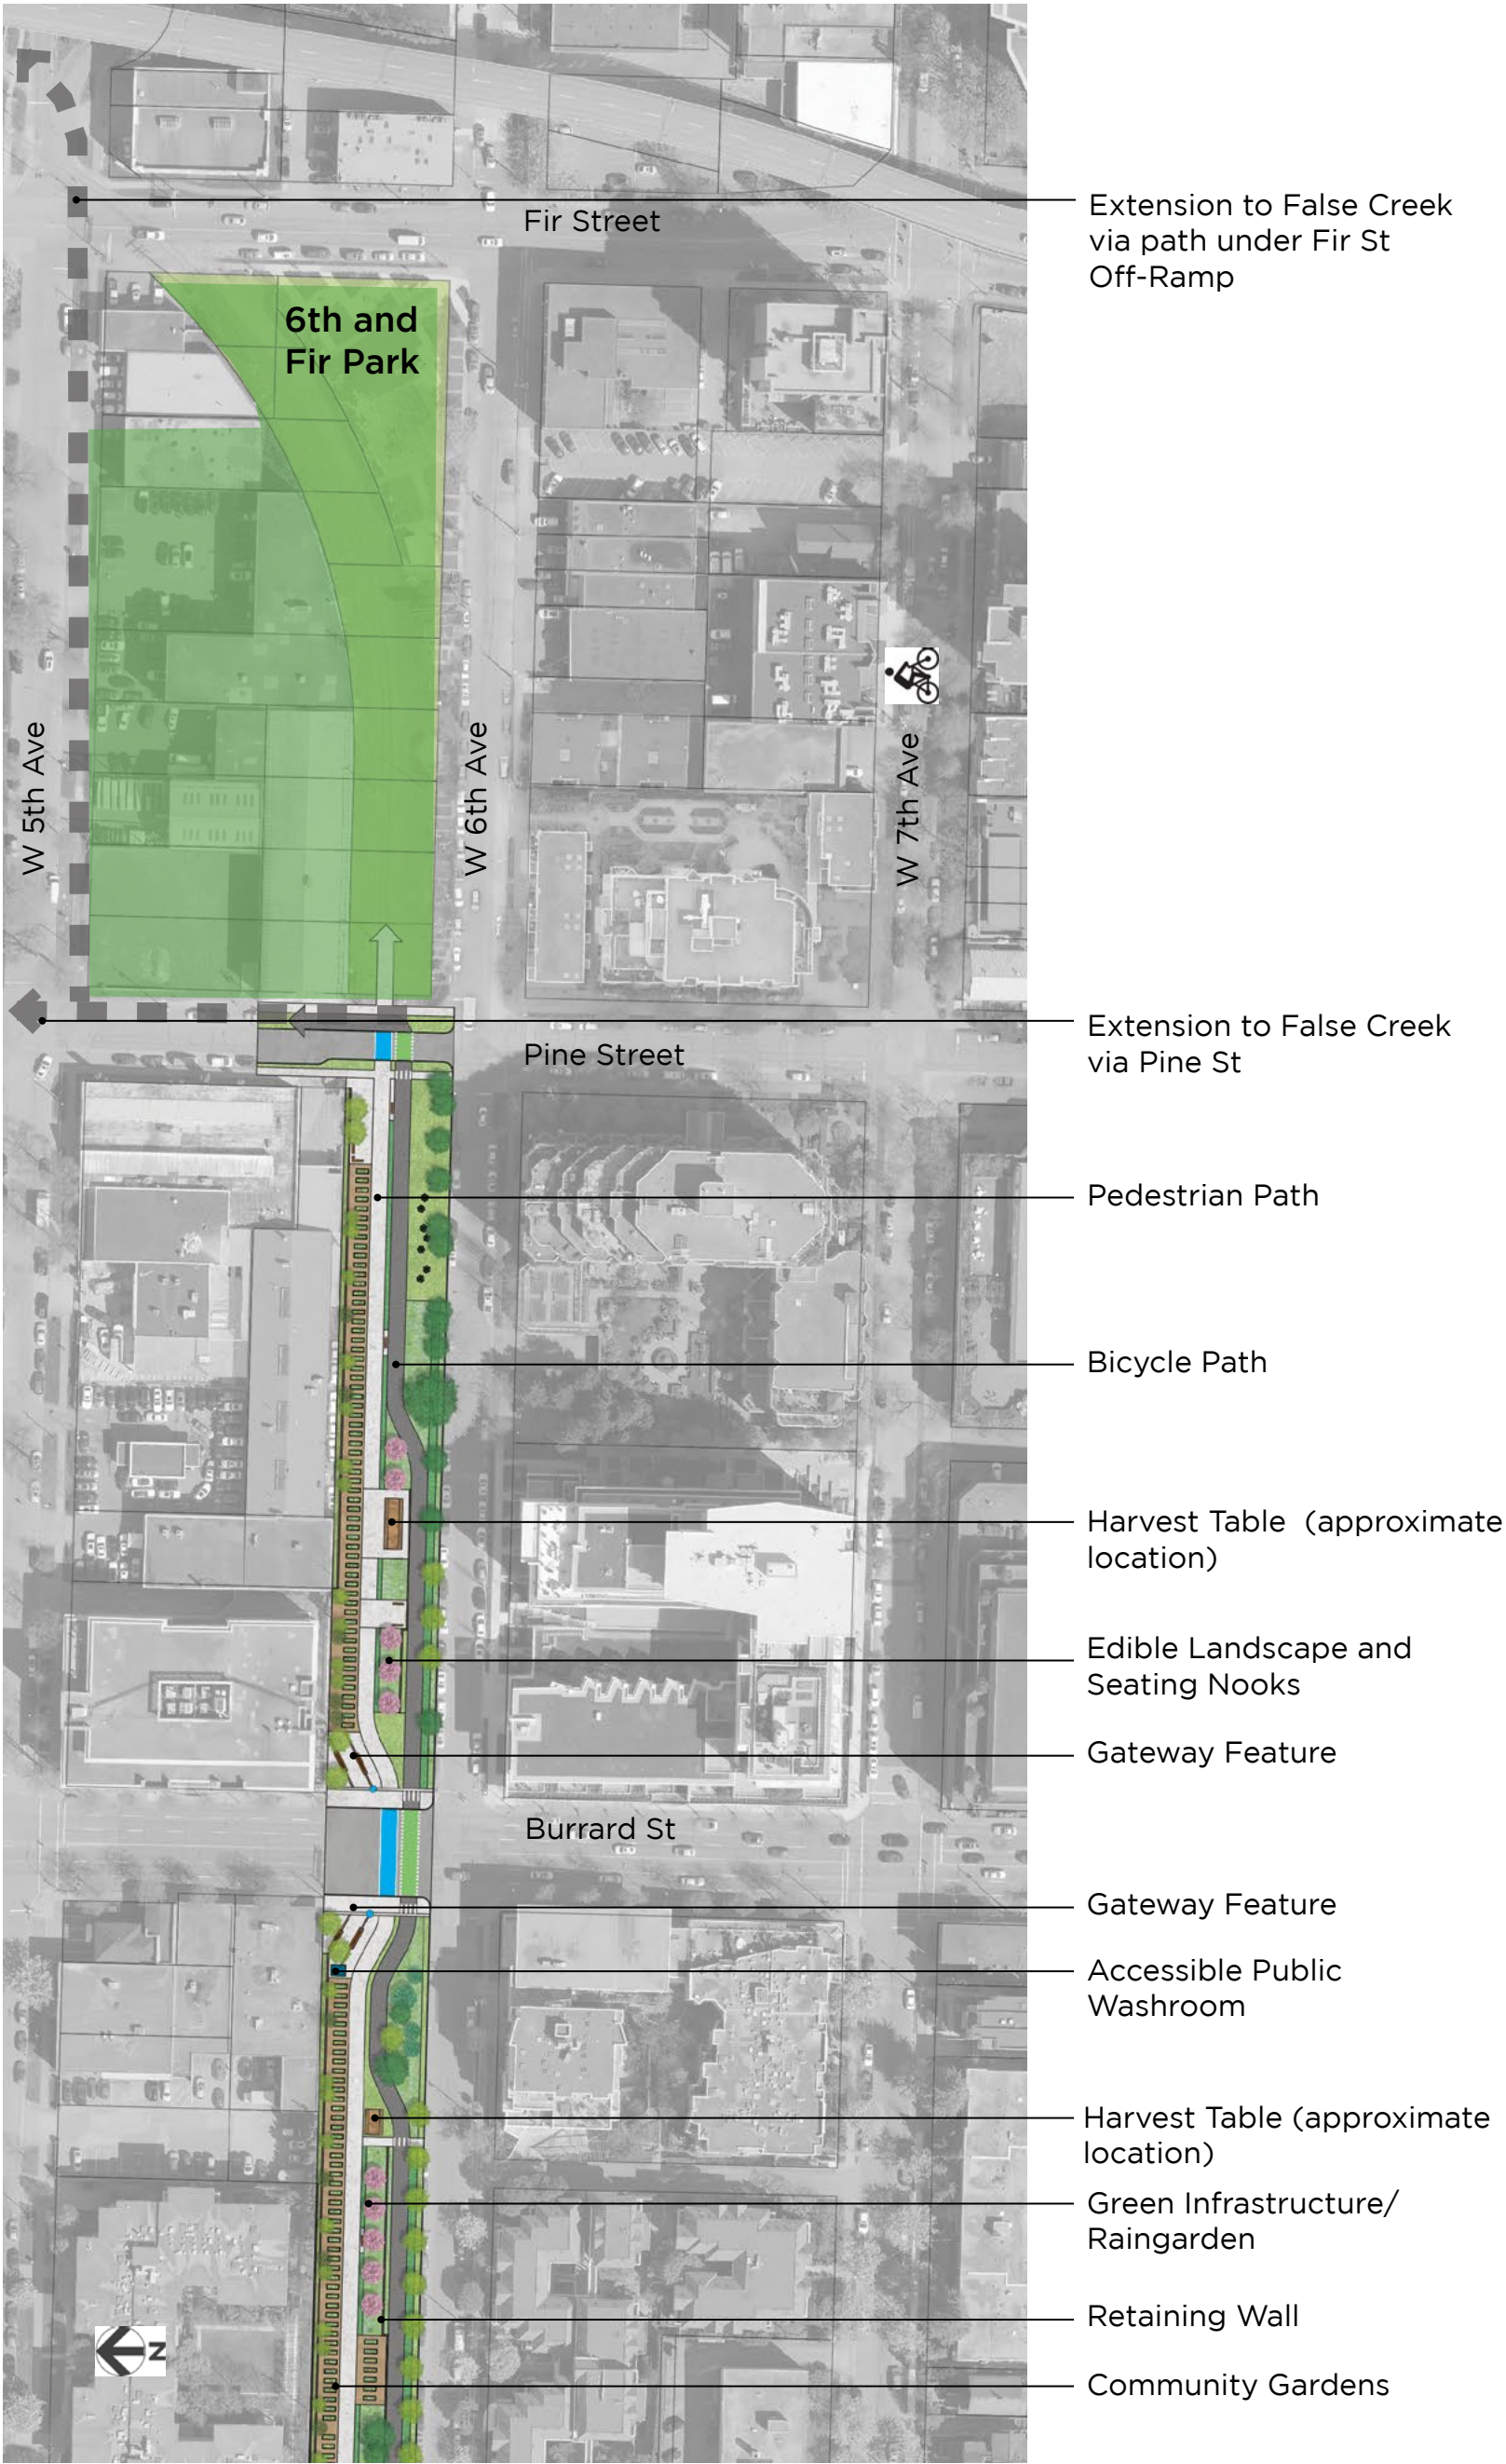 Fir Street
Extension to False Creek
via path under Fir St
Off-Ramp
6th and
Fir Park
W 5th Ave
W 6th Ave
W 7th Ave
Extension to False Creek
via Pine St
Pine Street
Pedestrian Path
Bicycle Path
Harvest Table (approximate
location)
Edible Landscape and
Seating Nooks
Gateway Feature
Burrard St
Gateway Feature
Accessible Public
Washroom
Harvest Table (approximate
location)
Green Infrastructure/
Raingarden
Retaining Wall
N
Community Gardens